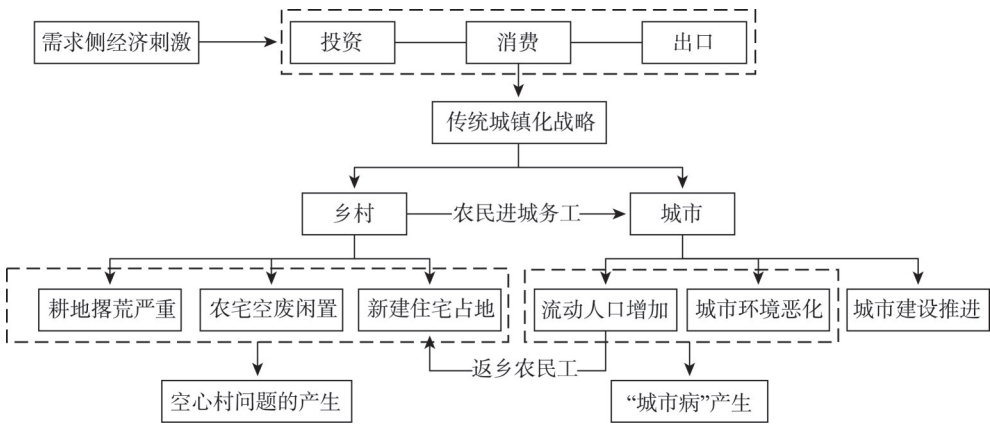 需求侧经济刺激
投资
消费
出口
传统城镇化战略
乡村
农民进城务工
城市
耕地撂荒严重
农宅空废闲置
新建住宅占地
流动人口增加
城市环境恶化
城市建设推进
返乡农民工
空心村问题的产生
“城市病”产生